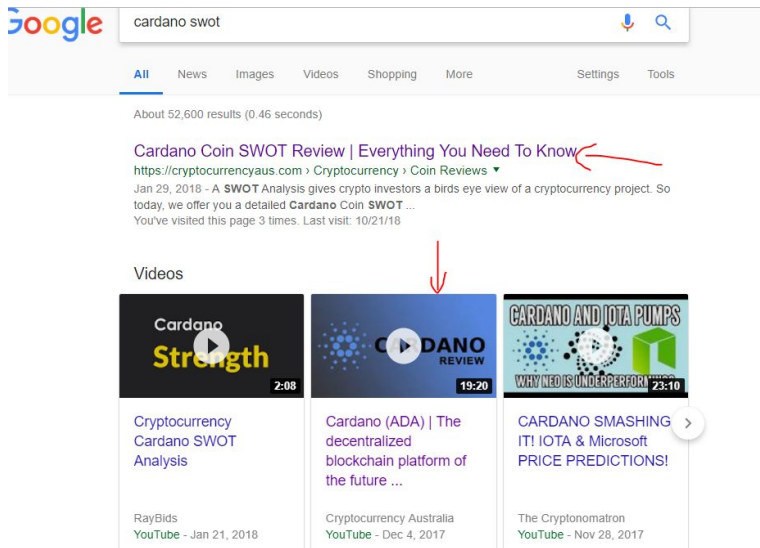 Google
cardano swot
All News Images Videos Shopping More Settings Tools
About 52,600 results (0.46 seconds)
Cardano Coin SWOT Review | Everything You Need To Know
https://cryptocurrencyaus.com › Cryptocurrency › Coin Reviews ▼
Jan 29, 2018 - A SWOT Analysis gives crypto investors a birds eye view of a cryptocurrency project. So
today, we offer you a detailed Cardano Coin SWOT ...
You've visited this page 3 times. Last visit: 10/21/18
Videos
Cardano
Strength
2:08
CARDANO
REVIEW
19:20
CARDANO AND IOTA PUMPS
WHY NEO IS
23:10
Cryptocurrency
Cardano SWOT
Analysis
RayBids
YouTube - Jan 21, 2018
Cardano (ADA) | The
decentralized
blockchain platform of
the future ...
Cryptocurrency Australia
YouTube - Dec 4, 2017
CARDANO SMASHING
IT! IOTA & Microsoft
PRICE PREDICTIONS!
The Cryptonomatron
YouTube - Nov 28, 2017